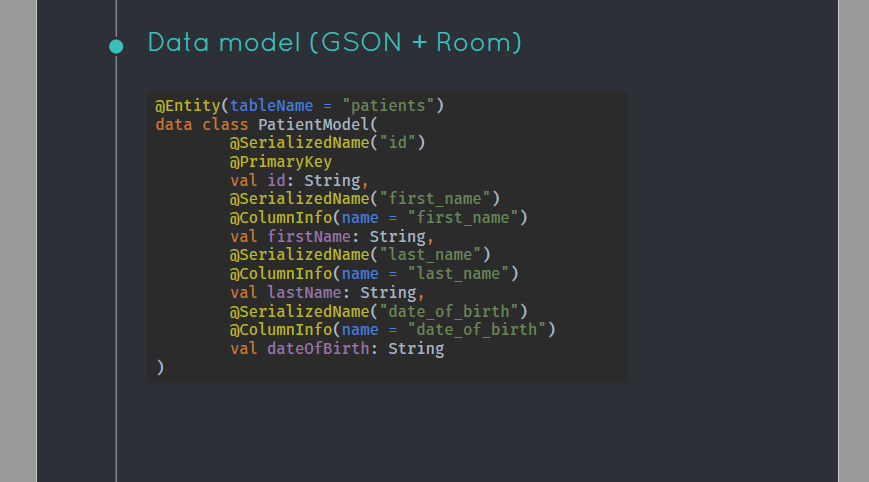 Data model (GSON + Room)
@Entity(tableName = "patients")
data class PatientModel(
        @SerializedName("id")
        @PrimaryKey
        val id: String,
        @SerializedName("first_name")
        @ColumnInfo(name = "first_name")
        val firstName: String,
        @SerializedName("last_name")
        @ColumnInfo(name = "last_name")
        val lastName: String,
        @SerializedName("date_of_birth")
        @ColumnInfo(name = "date_of_birth")
        val dateOfBirth: String
)